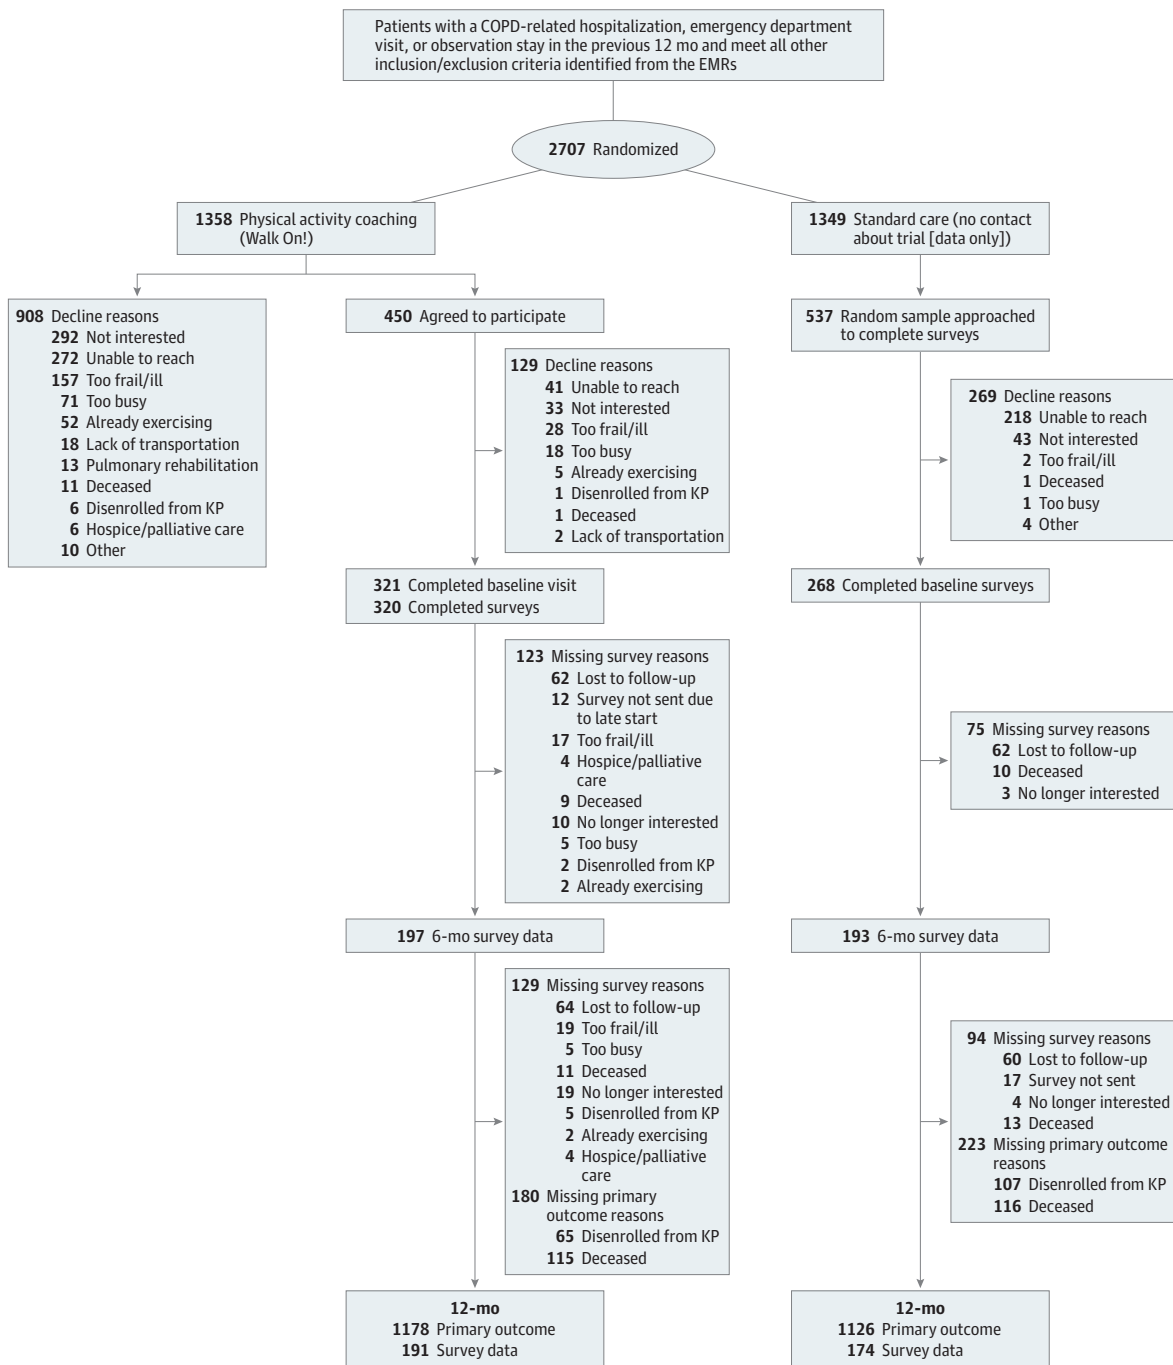 Patients with a COPD-related hospitalization, emergency department
visit, or observation stay in the previous 12 mo and meet all other
inclusion/exclusion criteria identified from the EMRs
2707 Randomized
1358 Physical activity coaching
(Walk On!)
1349 Standard care (no contact
about trial [data only])
908 Decline reasons
292 Not interested
272 Unable to reach
157 Too frail/ill
71 Too busy
52 Already exercising
18 Lack of transportation
13 Pulmonary rehabilitation
11 Deceased
6 Disenrolled from KP
6 Hospice/palliative care
10 Other
450 Agreed to participate
537 Random sample approached
to complete surveys
129 Decline reasons
41 Unable to reach
33 Not interested
28 Too frail/ill
18 Too busy
5 Already exercising
1 Disenrolled from KP
1 Deceased
2 Lack of transportation
269 Decline reasons
218 Unable to reach
43 Not interested
2 Too frail/ill
1 Deceased
1 Too busy
4 Other
321 Completed baseline visit
320 Completed surveys
268 Completed baseline surveys
123 Missing survey reasons
62 Lost to follow-up
12 Survey not sent due
to late start
17 Too frail/ill
4 Hospice/palliative
care
9 Deceased
10 No longer interested
5 Too busy
2 Disenrolled from KP
2 Already exercising
75 Missing survey reasons
62 Lost to follow-up
10 Deceased
3 No longer interested
197 6-mo survey data
193 6-mo survey data
129 Missing survey reasons
64 Lost to follow-up
19 Too frail/ill
5 Too busy
11 Deceased
19 No longer interested
5 Disenrolled from KP
2 Already exercising
4 Hospice/palliative
care
180 Missing primary
outcome reasons
65 Disenrolled from KP
115 Deceased
94 Missing survey reasons
60 Lost to follow-up
17 Survey not sent
4 No longer interested
13 Deceased
223 Missing primary outcome
reasons
107 Disenrolled from KP
116 Deceased
12-mo
1178 Primary outcome
191 Survey data
12-mo
1126 Primary outcome
174 Survey data